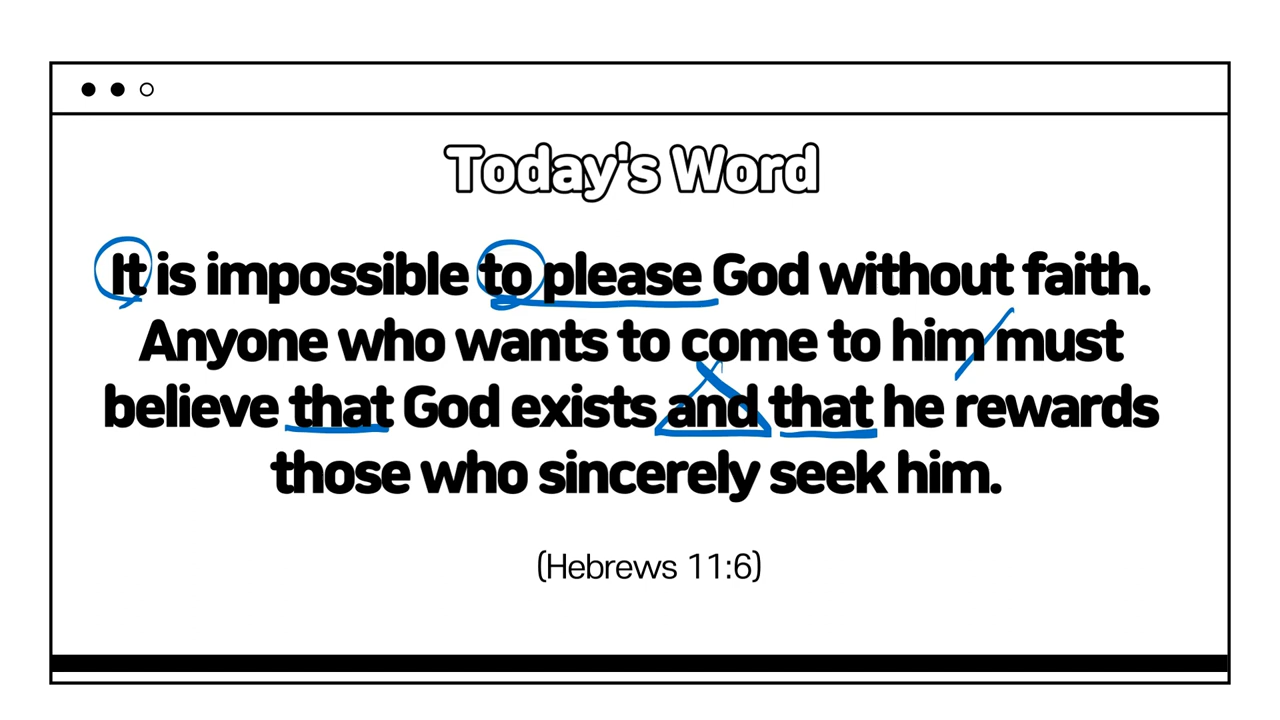 Today's Word
It is impossible to please God without faith.
Anyone who wants to come to him must
believe that God exists and that he rewards
those who sincerely seek him.
(Hebrews 11:6)